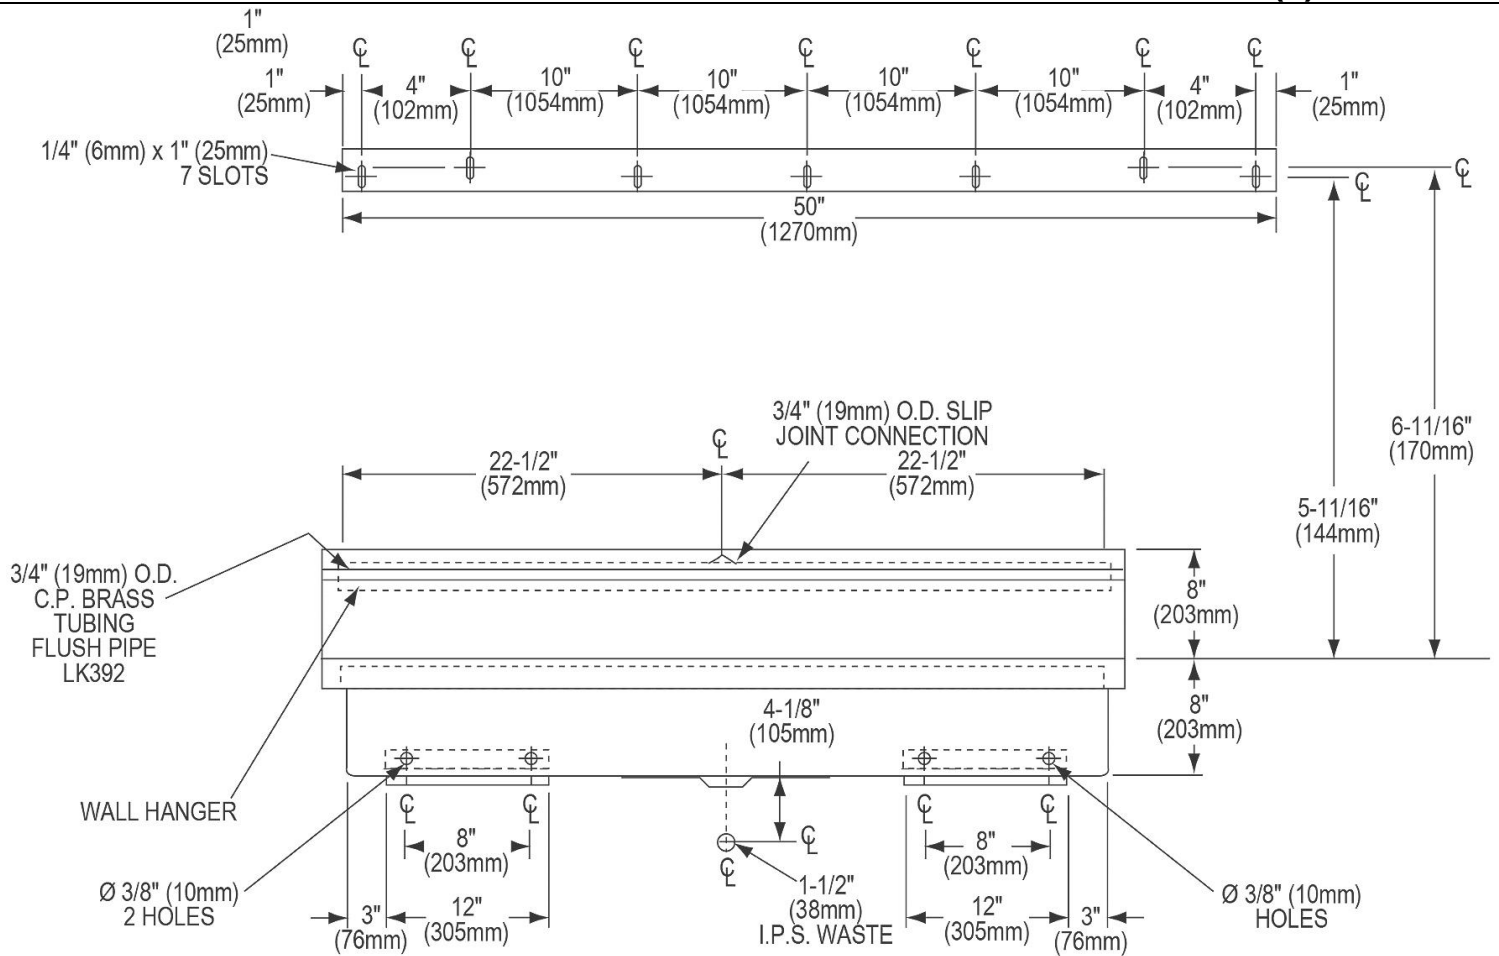 1"
(25mm)
℄ ℄ ℄ ℄ ℄ ℄ ℄
1" 4" 10" 10" 10" 10" 4" 1"
(25mm) (102mm) (1054mm) (1054mm) (1054mm) (1054mm) (102mm) (25mm)
1/4" (6mm) x 1" (25mm)
7 SLOTS
℄
℄
50"
(1270mm)
6-11/16"
(170mm)
5-11/16"
(144mm)
3/4" (19mm) O.D. SLIP
JOINT CONNECTION
℄
22-1/2"
(572mm)
22-1/2"
(572mm)
3/4" (19mm) O.D.
C.P. BRASS
TUBING
FLUSH PIPE
LK392
8"
(203mm)
8"
(203mm)
4-1/8"
(105mm)
WALL HANGER
℄ ℄ ℄ ℄ ℄
8"
(203mm)
8"
(203mm)
℄
Ø 3/8" (10mm)
2 HOLES
1-1/2"
(38mm)
I.P.S. WASTE
Ø 3/8" (10mm)
HOLES
3"
(76mm)
12"
(305mm)
12"
(305mm)
3"
(76mm)